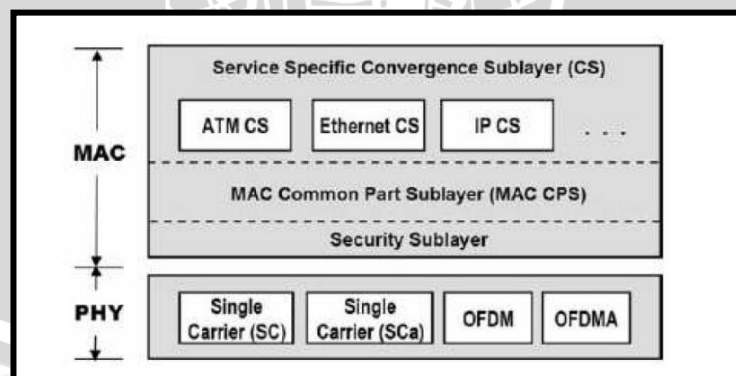 Service Specific Convergence Sublayer (CS)
ATM CS
Ethernet CS
IP CS
. . .
MAC
MAC Common Part Sublayer (MAC CPS)
Security Sublayer
PHY
Single
Carrier (SC)
Single
Carrier (SCa)
OFDM
OFDMA